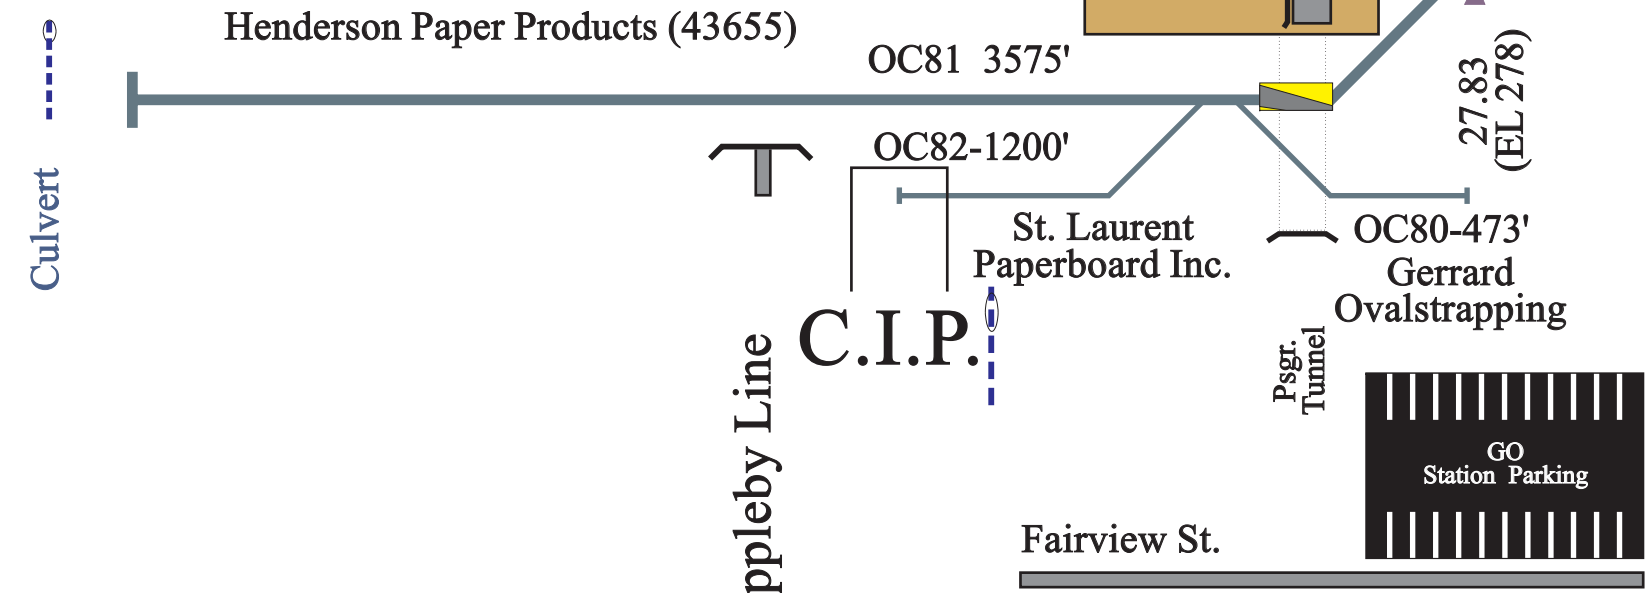 Henderson Paper Products (43655)
OC81 3575'
27.83
(EL 278)
OC82-1200'
Culvert
St. Laurent
Paperboard Inc.
OC80-473'
Gerrard
Ovalstrapping
C.I.P.
Psgr.
Tunnel
ppleby Line
GO
Station Parking
Fairview St.